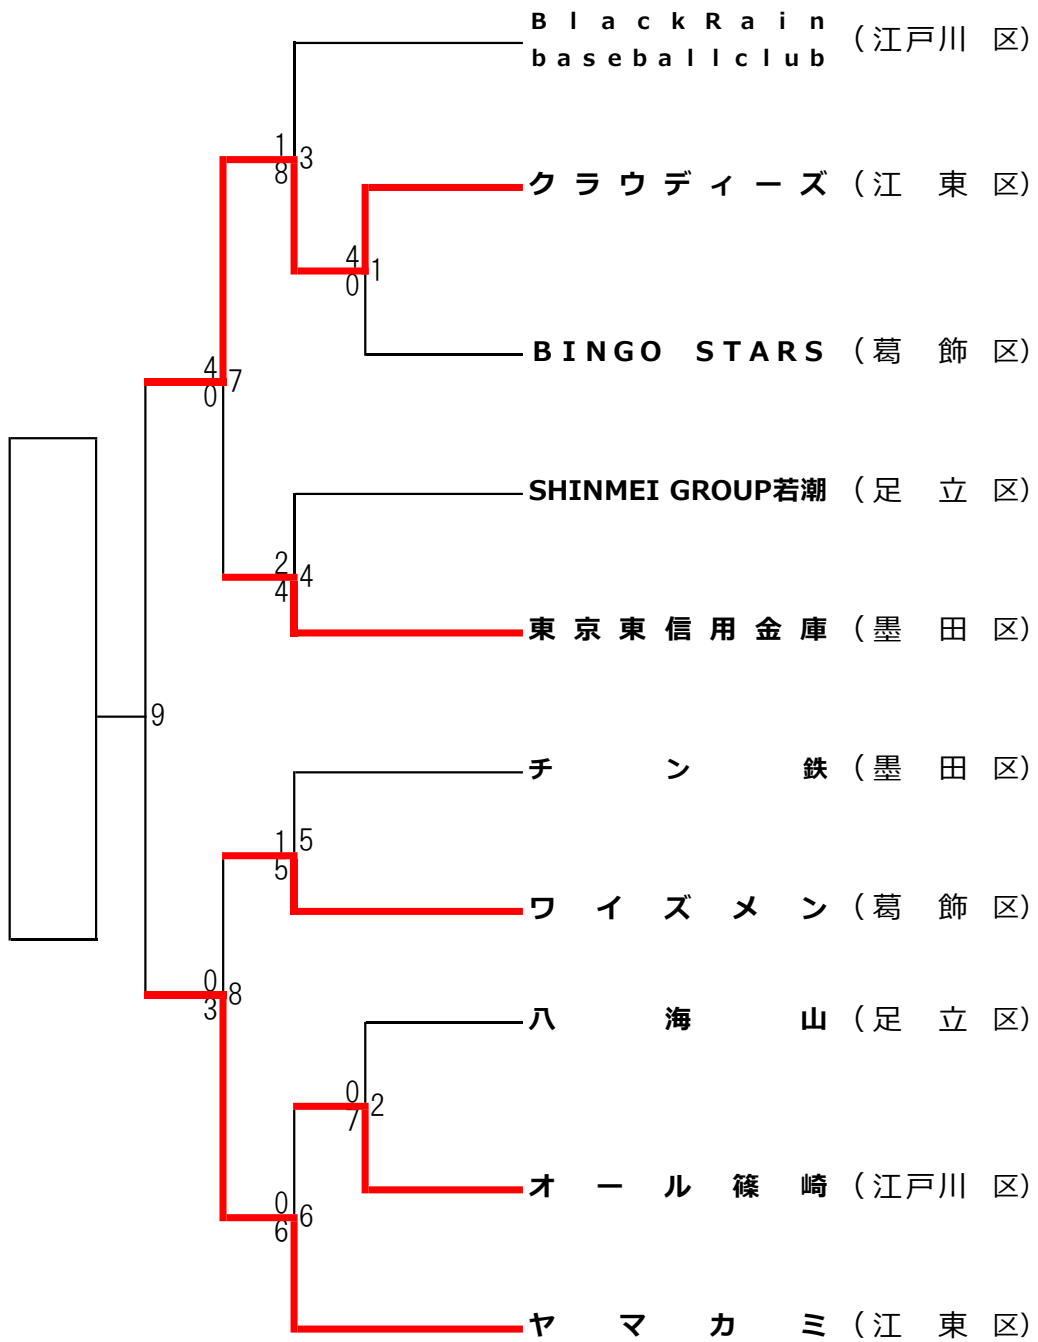 BlackRain
baseballclub (江戸川区)
1
8
3
クラウディーズ (江東区)
4
0
1
BINGO STARS (葛飾区)
4
0
7
SHINMEI GROUP若潮 (足立区)
2
4
4
東京東信用金庫 (墨田区)
9
チン鉄 (墨田区)
1
5
5
ワイズメン (葛飾区)
0
3
8
八海山 (足立区)
0
7
2
オール篠崎 (江戸川区)
0
6
6
ヤマカミ (江東区)